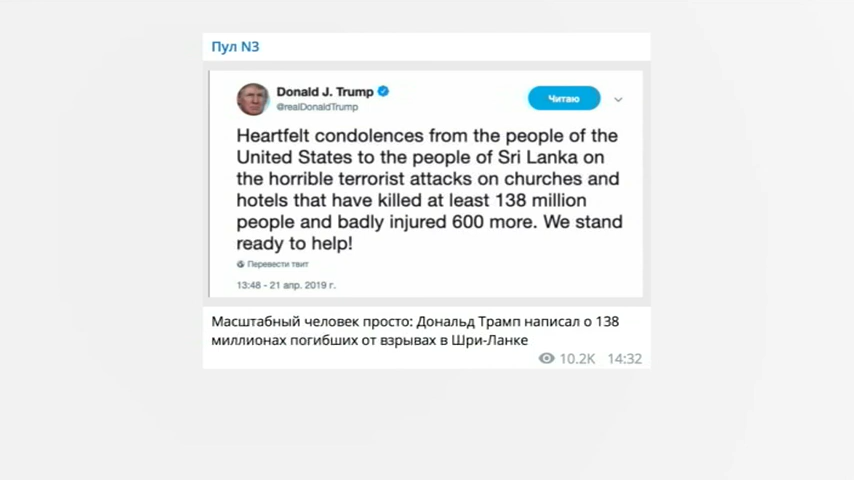 Пул N3
Donald J. Trump
Читаю
@realDonaldTrump
Heartfelt condolences from the people of the
United States to the people of Sri Lanka on
the horrible terrorist attacks on churches and
hotels that have killed at least 138 million
people and badly injured 600 more. We stand
ready to help!
Перевести твит
13:48 - 21 апр. 2019 г.
Масштабный человек просто: Дональд Трамп написал о 138
миллионах погибших от взрывах в Шри-Ланке
10.2K 14:32